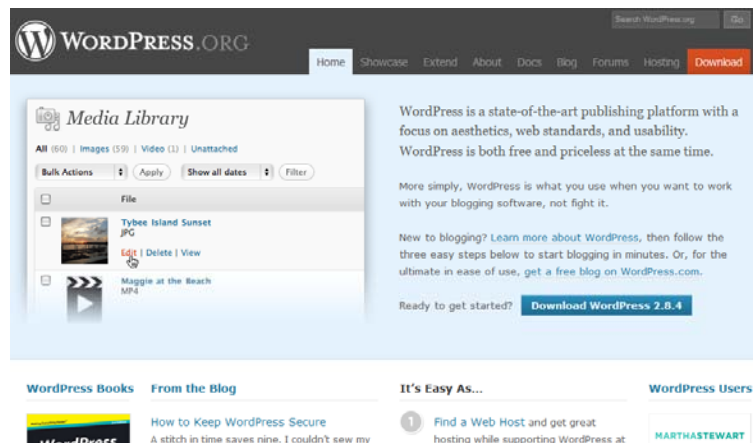 WORDPRESS.ORG
Search WordPress.org Go
Home Showcase Extend About Docs Blog Forums Hosting Download
Media Library
All (60) | Images (59) | Video (1) | Unattached
Bulk Actions Apply Show all dates Filter
File
Tybee Island Sunset
JPG
Edit | Delete | View
Maggie at the Beach
MP4
WordPress is a state-of-the-art publishing platform with a
focus on aesthetics, web standards, and usability.
WordPress is both free and priceless at the same time.
More simply, WordPress is what you use when you want to work
with your blogging software, not fight it.
New to blogging? Learn more about WordPress, then follow the
three easy steps below to start blogging in minutes. Or, for the
ultimate in ease of use, get a free blog on WordPress.com.
Ready to get started? Download WordPress 2.8.4
WordPress Books
WordPress
From the Blog
How to Keep WordPress Secure
A stitch in time saves nine. I couldn't sew my
It's Easy As...
1 Find a Web Host and get great
hosting while supporting WordPress at
WordPress Users
MARTHASTEWART